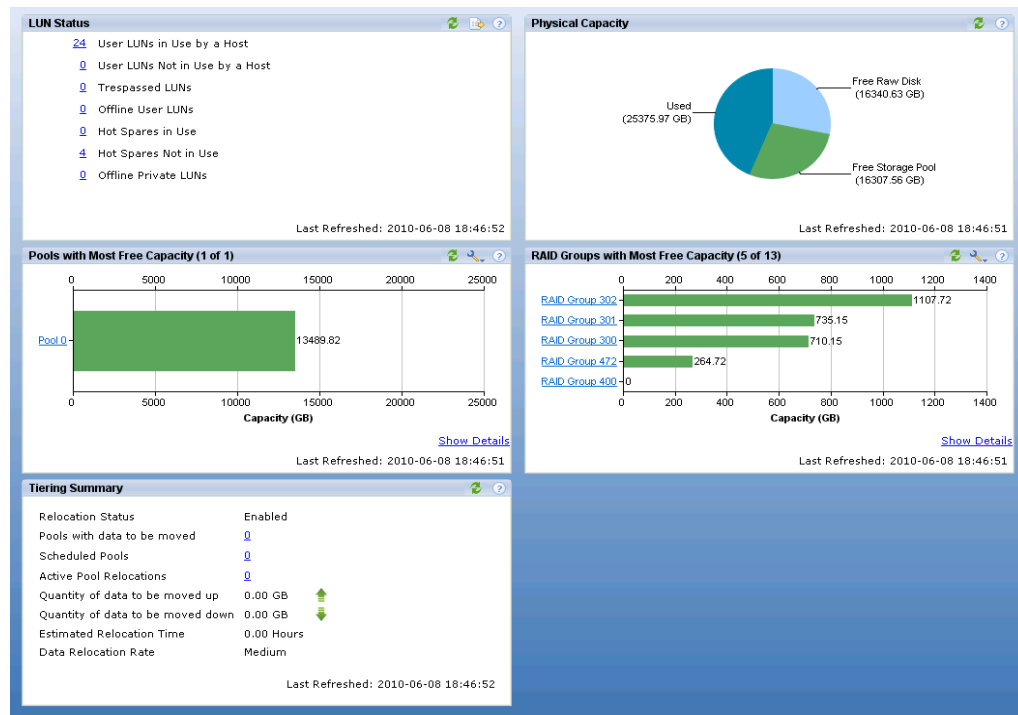 LUN Status
24 User LUNs in Use by a Host
0 User LUNs Not in Use by a Host
0 Trespassed LUNs
0 Offline User LUNs
0 Hot Spares in Use
4 Hot Spares Not in Use
0 Offline Private LUNs
Last Refreshed: 2010-06-08 18:46:52
Physical Capacity
Free Raw Disk
(16340.63 GB)
Used
(25375.97 GB)
Free Storage Pool
(16307.56 GB)
Last Refreshed: 2010-06-08 18:46:51
Pools with Most Free Capacity (1 of 1)
0 5000 10000 15000 20000 25000
Pool 0 13489.82
0 5000 10000 15000 20000 25000
Capacity (GB)
Show Details
Last Refreshed: 2010-06-08 18:46:51
RAID Groups with Most Free Capacity (5 of 13)
0 200 400 600 800 1000 1200 1400
RAID Group 302 1107.72
RAID Group 301 735.15
RAID Group 300 710.15
RAID Group 472 264.72
RAID Group 400 0
0 200 400 600 800 1000 1200 1400
Capacity (GB)
Show Details
Last Refreshed: 2010-06-08 18:46:51
Tiering Summary
Relocation Status Enabled
Pools with data to be moved 0
Scheduled Pools 0
Active Pool Relocations 0
Quantity of data to be moved up 0.00 GB
Quantity of data to be moved down 0.00 GB
Estimated Relocation Time 0.00 Hours
Data Relocation Rate Medium
Last Refreshed: 2010-06-08 18:46:52